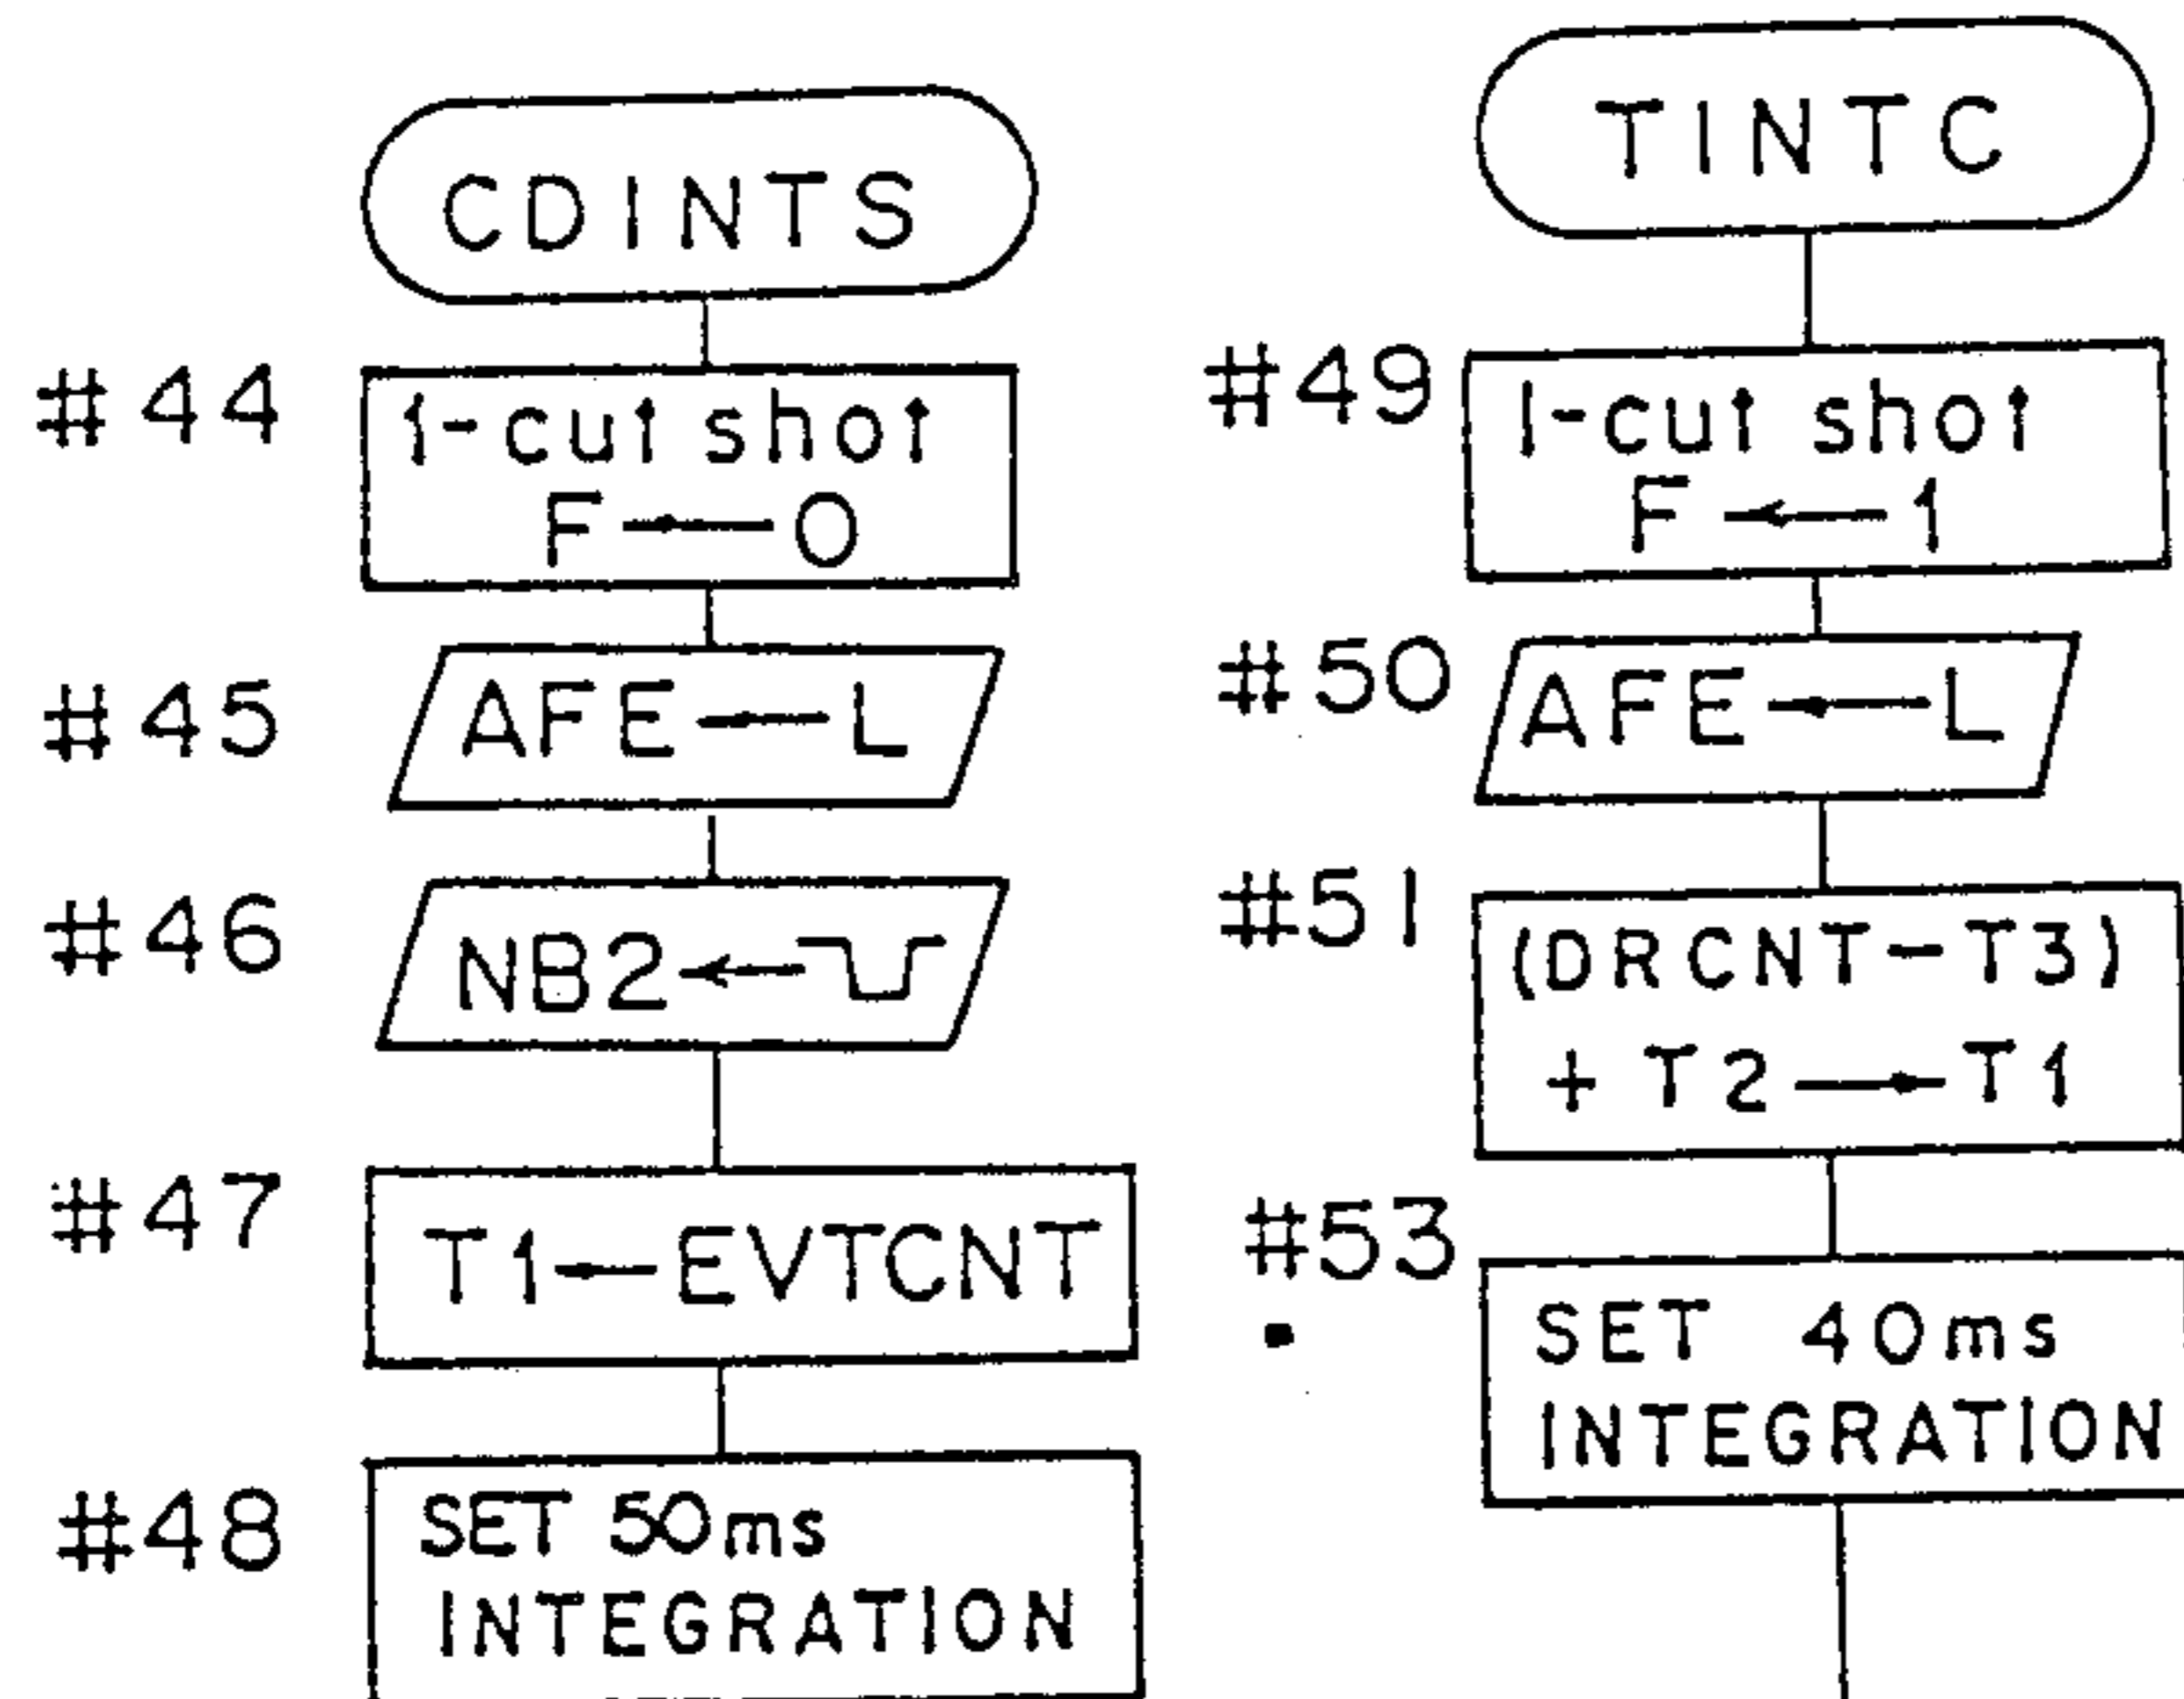 CDINTS
#44
1-cut shot
F ← 0
#45
AFE ← L
#46
NB2 ←
#47
T1 ← EVTCNT
#48
SET 50ms
INTEGRATION
TINTC
#49
1-cut shot
F ← 1
#50
AFE ← L
#51
(DRCNT-T3)
+ T2 → T1
#53
SET 40ms
INTEGRATION